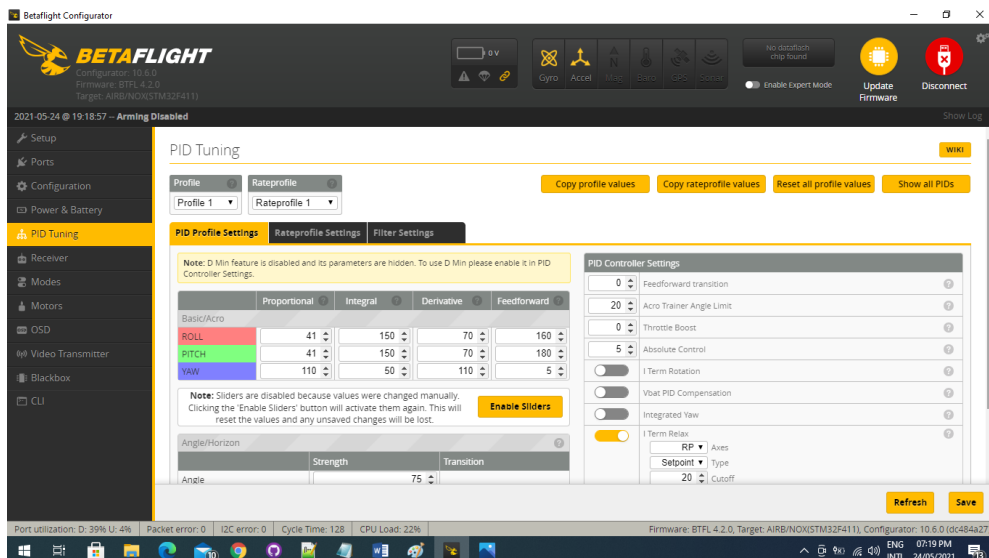 Betaflight Configurator
BETAFLIGHT
Configurator: 10.6.0
Firmware: BTFL 4.2.0
Target: AIRB/NOX(STM32F411)
0 V
Gyro Accel Mag Baro GPS Sonar
No dataflash
chip found
Enable Expert Mode
Update
Firmware
Disconnect
2021-05-24 @ 19:18:57 -- Arming Disabled
Show Log
Setup
Ports
Configuration
Power & Battery
PID Tuning
Receiver
Modes
Motors
OSD
Video Transmitter
Blackbox
CLI
PID Tuning
WIKI
Profile
Profile 1
Rateprofile
Rateprofile 1
Copy profile values
Copy rateprofile values
Reset all profile values
Show all PIDs
PID Profile Settings
Rateprofile Settings
Filter Settings
Note: D Min feature is disabled and its parameters are hidden. To use D Min please enable it in PID
Controller Settings.
Proportional Integral Derivative Feedforward
Basic/Acro
ROLL 41 150 70 160
PITCH 41 150 70 180
YAW 110 50 110 5
Note: Sliders are disabled because values were changed manually.
Clicking the 'Enable Sliders' button will activate them again. This will
reset the values and any unsaved changes will be lost.
Enable Sliders
Angle/Horizon
Strength Transition
Angle 75
PID Controller Settings
0 Feedforward transition
20 Acro Trainer Angle Limit
0 Throttle Boost
5 Absolute Control
I Term Rotation
Vbat PID Compensation
Integrated Yaw
I Term Relax
RP Axes
Setpoint Type
20 Cutoff
Refresh
Save
Port utilization: D: 39% U: 4%
Packet error: 0
I2C error: 0
Cycle Time: 128
CPU Load: 22%
Firmware: BTFL 4.2.0, Target: AIRB/NOX(STM32F411), Configurator: 10.6.0 (dc484a27
ENG
INTL
07:19 PM
24/05/2021